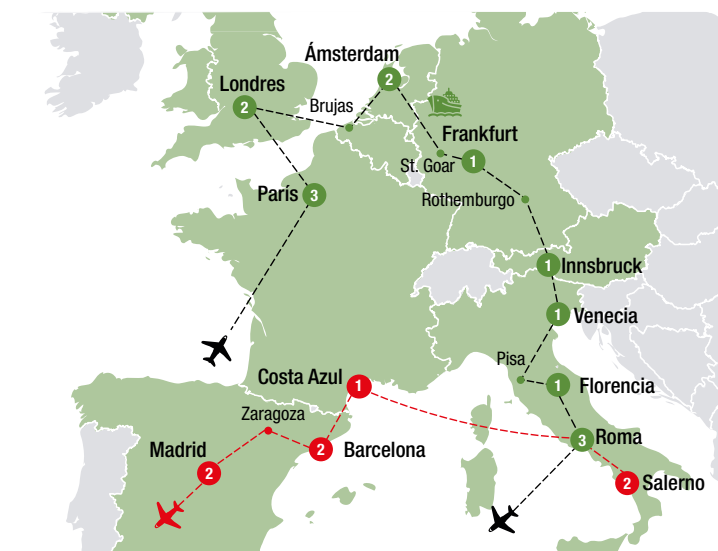 Ámsterdam
Londres
2
2
Brujas
Frankfurt
St. Goar
1
París
3
Rothemburgo
1
Innsbruck
1
Venecia
Pisa
Costa Azul
1
1
Florencia
Zaragoza
3
Roma
Madrid
2
2
Barcelona
2
Salerno